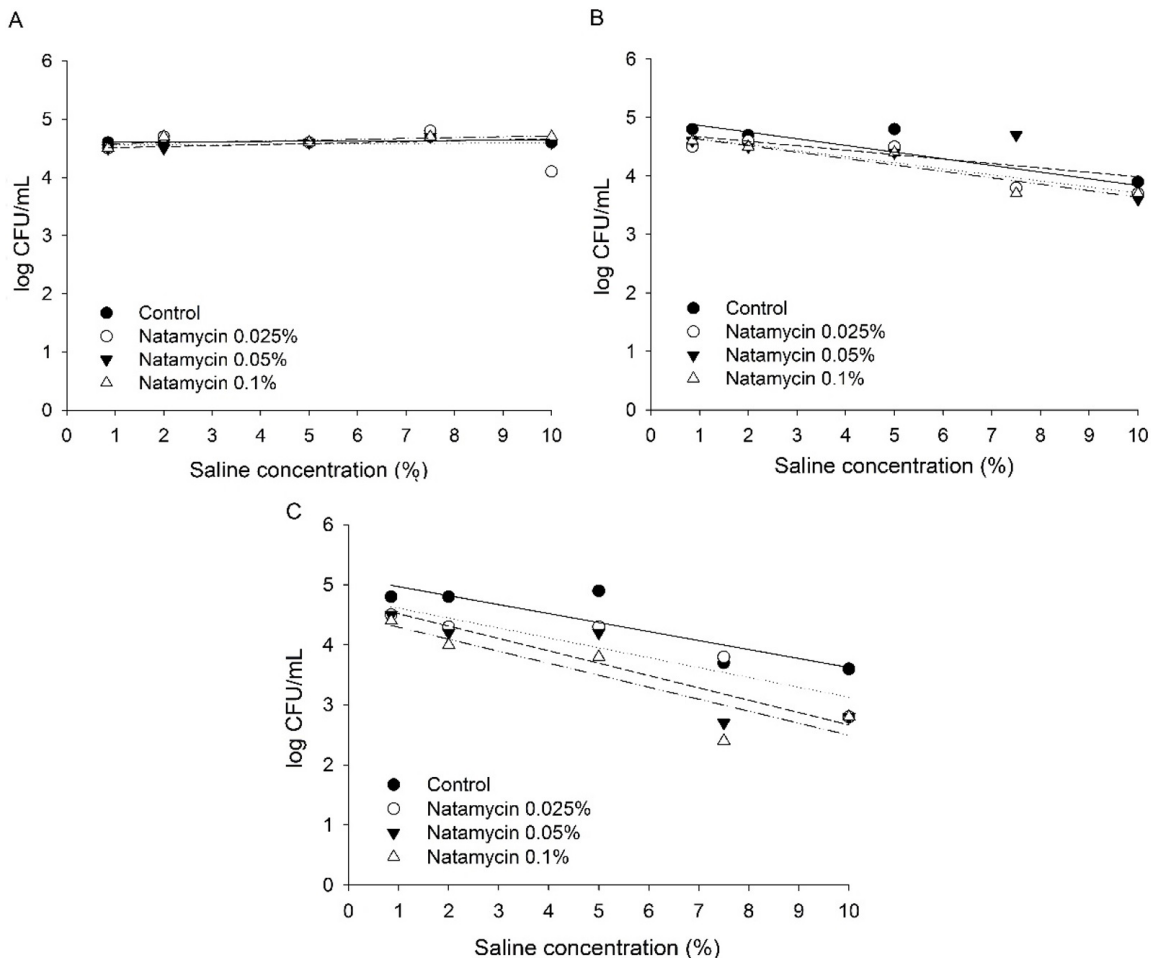 A
6
5
4
3
2
1
0
log CFU/mL
Control
Natamycin 0.025%
Natamycin 0.05%
Natamycin 0.1%
0 1 2 3 4 5 6 7 8 9 10
Saline concentration (%)
B
6
5
4
3
2
1
0
log CFU/mL
Control
Natamycin 0.025%
Natamycin 0.05%
Natamycin 0.1%
0 1 2 3 4 5 6 7 8 9 10
Saline concentration (%)
C
6
5
4
3
2
1
0
log CFU/mL
Control
Natamycin 0.025%
Natamycin 0.05%
Natamycin 0.1%
0 1 2 3 4 5 6 7 8 9 10
Saline concentration (%)